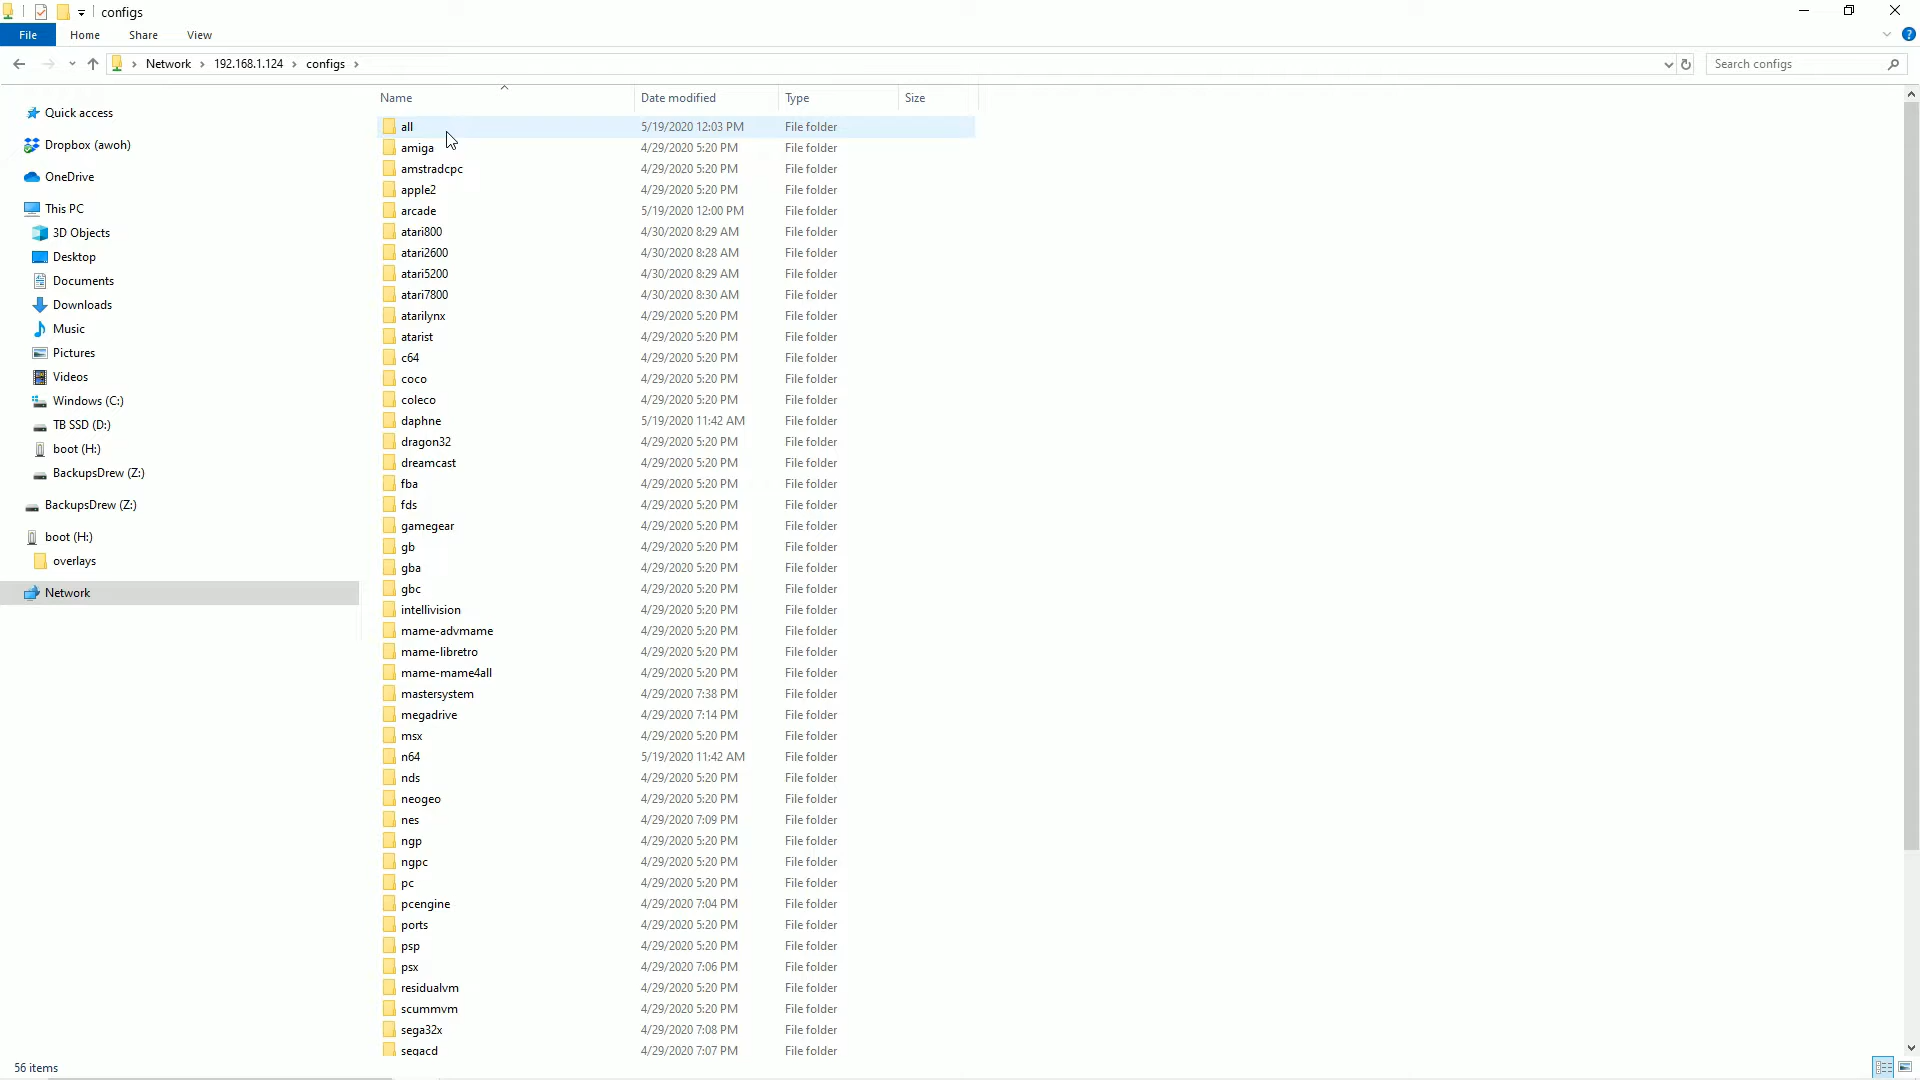 configs
File Home Share View
Network 192.168.1.124 configs Search configs
Name Date modified Type Size
Quick access
Dropbox (awoh)
OneDrive
This PC
3D Objects
Desktop
Documents
Downloads
Music
Pictures
Videos
Windows (C:)
TB SSD (D:)
boot (H:)
BackupsDrew (Z:)
BackupsDrew (Z:)
boot (H:)
overlays
Network
all 5/19/2020 12:03 PM File folder
amiga 4/29/2020 5:20 PM File folder
amstradcpc 4/29/2020 5:20 PM File folder
apple2 4/29/2020 5:20 PM File folder
arcade 5/19/2020 12:00 PM File folder
atari800 4/30/2020 8:29 AM File folder
atari2600 4/30/2020 8:28 AM File folder
atari5200 4/30/2020 8:29 AM File folder
atari7800 4/30/2020 8:30 AM File folder
atarilynx 4/29/2020 5:20 PM File folder
atarist 4/29/2020 5:20 PM File folder
c64 4/29/2020 5:20 PM File folder
coco 4/29/2020 5:20 PM File folder
coleco 4/29/2020 5:20 PM File folder
daphne 5/19/2020 11:42 AM File folder
dragon32 4/29/2020 5:20 PM File folder
dreamcast 4/29/2020 5:20 PM File folder
fba 4/29/2020 5:20 PM File folder
fds 4/29/2020 5:20 PM File folder
gamegear 4/29/2020 5:20 PM File folder
gb 4/29/2020 5:20 PM File folder
gba 4/29/2020 5:20 PM File folder
gbc 4/29/2020 5:20 PM File folder
intellivision 4/29/2020 5:20 PM File folder
mame-advmame 4/29/2020 5:20 PM File folder
mame-libretro 4/29/2020 5:20 PM File folder
mame-mame4all 4/29/2020 5:20 PM File folder
mastersystem 4/29/2020 7:38 PM File folder
megadrive 4/29/2020 7:14 PM File folder
msx 4/29/2020 5:20 PM File folder
n64 5/19/2020 11:42 AM File folder
nds 4/29/2020 5:20 PM File folder
neogeo 4/29/2020 5:20 PM File folder
nes 4/29/2020 7:09 PM File folder
ngp 4/29/2020 5:20 PM File folder
ngpc 4/29/2020 5:20 PM File folder
pc 4/29/2020 5:20 PM File folder
pcengine 4/29/2020 7:04 PM File folder
ports 4/29/2020 5:20 PM File folder
psp 4/29/2020 5:20 PM File folder
psx 4/29/2020 7:06 PM File folder
residualvm 4/29/2020 5:20 PM File folder
scummvm 4/29/2020 5:20 PM File folder
sega32x 4/29/2020 7:08 PM File folder
segacd 4/29/2020 7:07 PM File folder
56 items